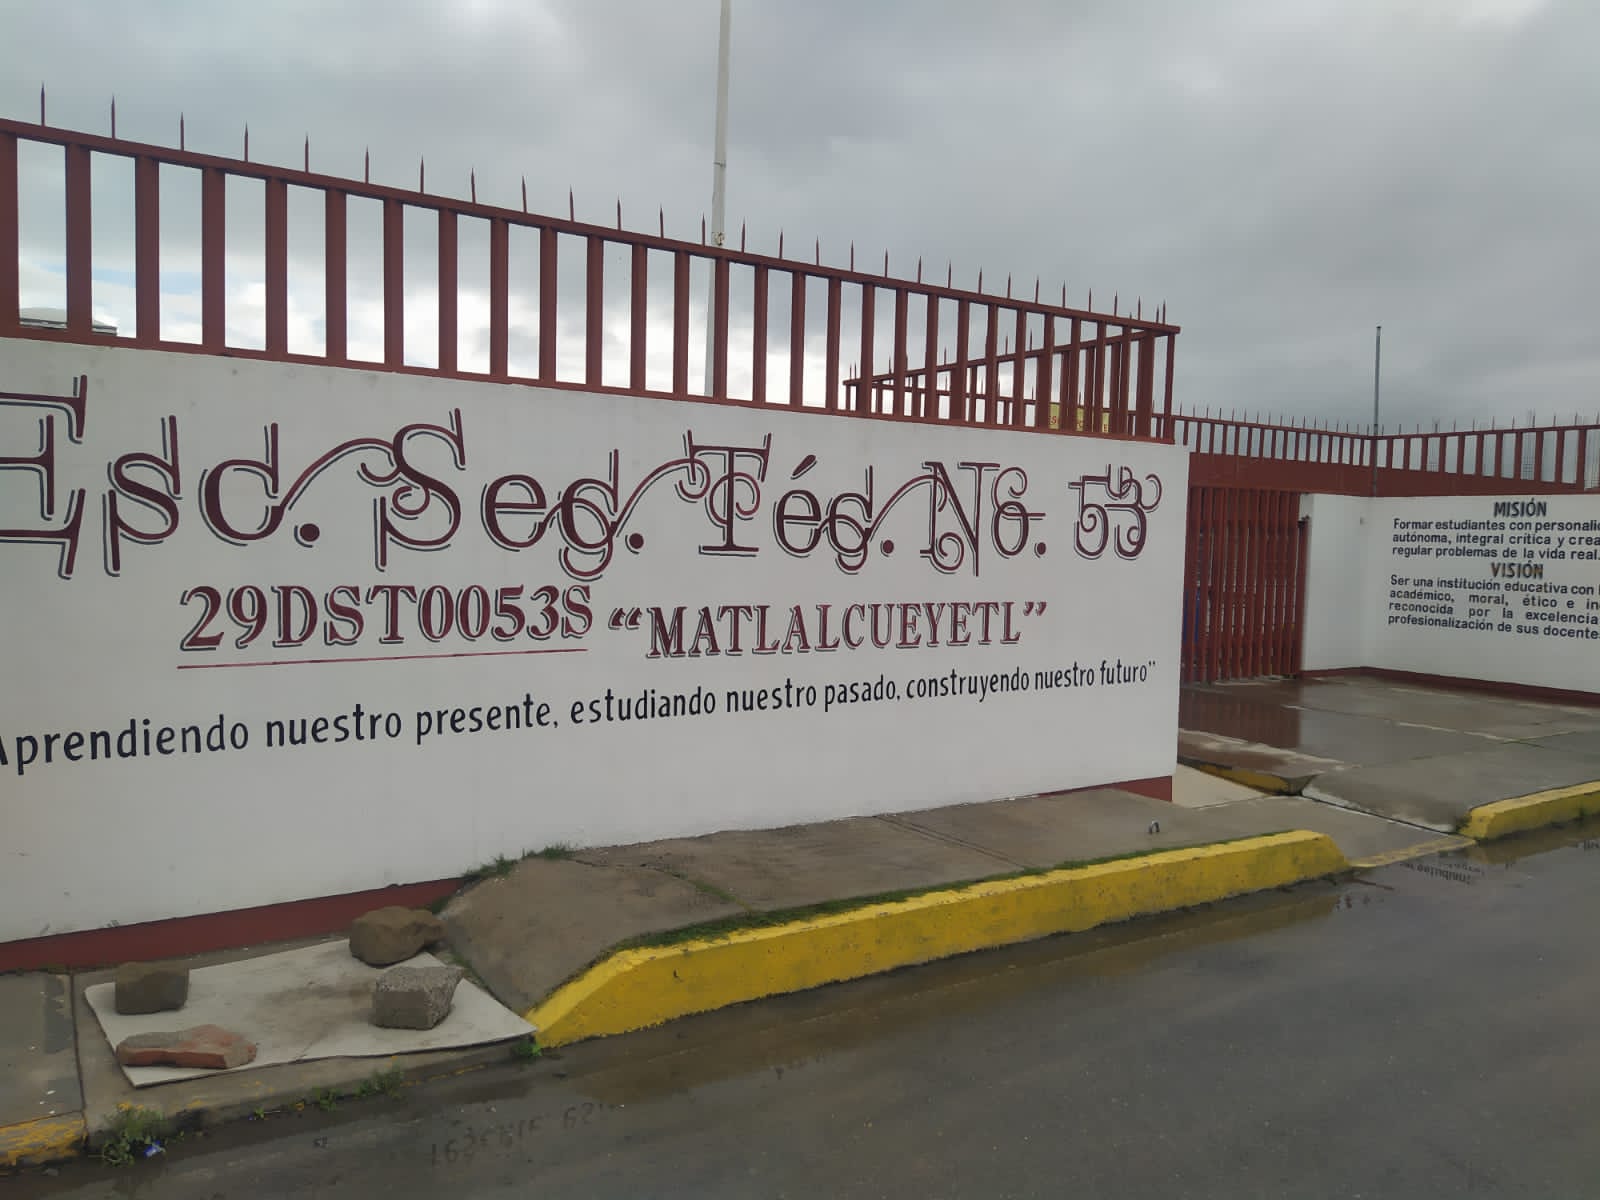 Esc. Sec. Téc. No. 53
29DST0053S "MATLALCUEYETL"
Aprendiendo nuestro presente, estudiando nuestro pasado, construyendo nuestro futuro"
MISIÓN
Formar estudiantes con
autónoma, integral crítica y
regular problemas de la vida real.
VISIÓN
Ser una institución educativa con
académico, moral, ético e
reconocida por la excelencia
profesionalización de sus